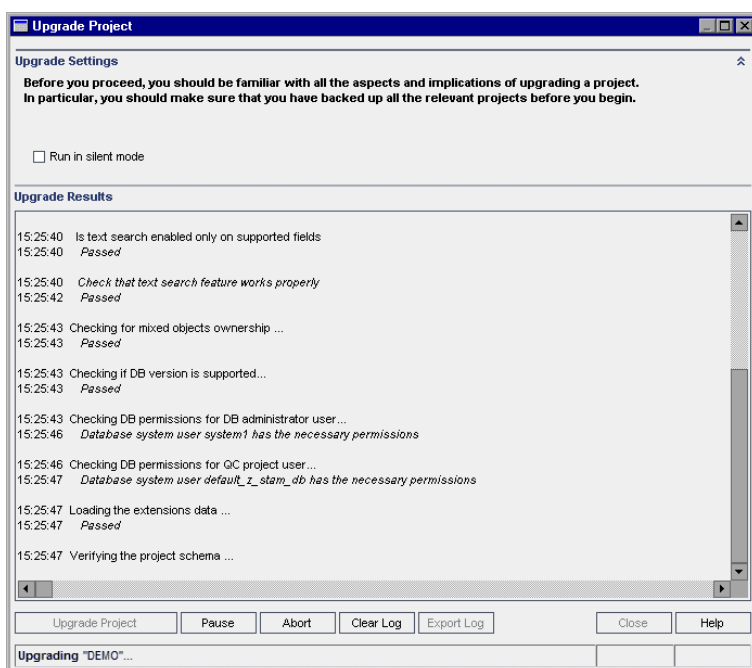 Upgrade Project
Upgrade Settings
Before you proceed, you should be familiar with all the aspects and implications of upgrading a project.
In particular, you should make sure that you have backed up all the relevant projects before you begin.
Run in silent mode
Upgrade Results
15:25:40 Is text search enabled only on supported fields
15:25:40 Passed
15:25:40 Check that text search feature works properly
15:25:42 Passed
15:25:43 Checking for mixed objects ownership ...
15:25:43 Passed
15:25:43 Checking if DB version is supported...
15:25:43 Passed
15:25:43 Checking DB permissions for DB administrator user...
15:25:46 Database system user system1 has the necessary permissions
15:25:46 Checking DB permissions for QC project user...
15:25:47 Database system user default_z_stam_db has the necessary permissions
15:25:47 Loading the extensions data ...
15:25:47 Passed
15:25:47 Verifying the project schema ...
Upgrade Project Pause Abort Clear Log Export Log Close Help
Upgrading "DEMO"...